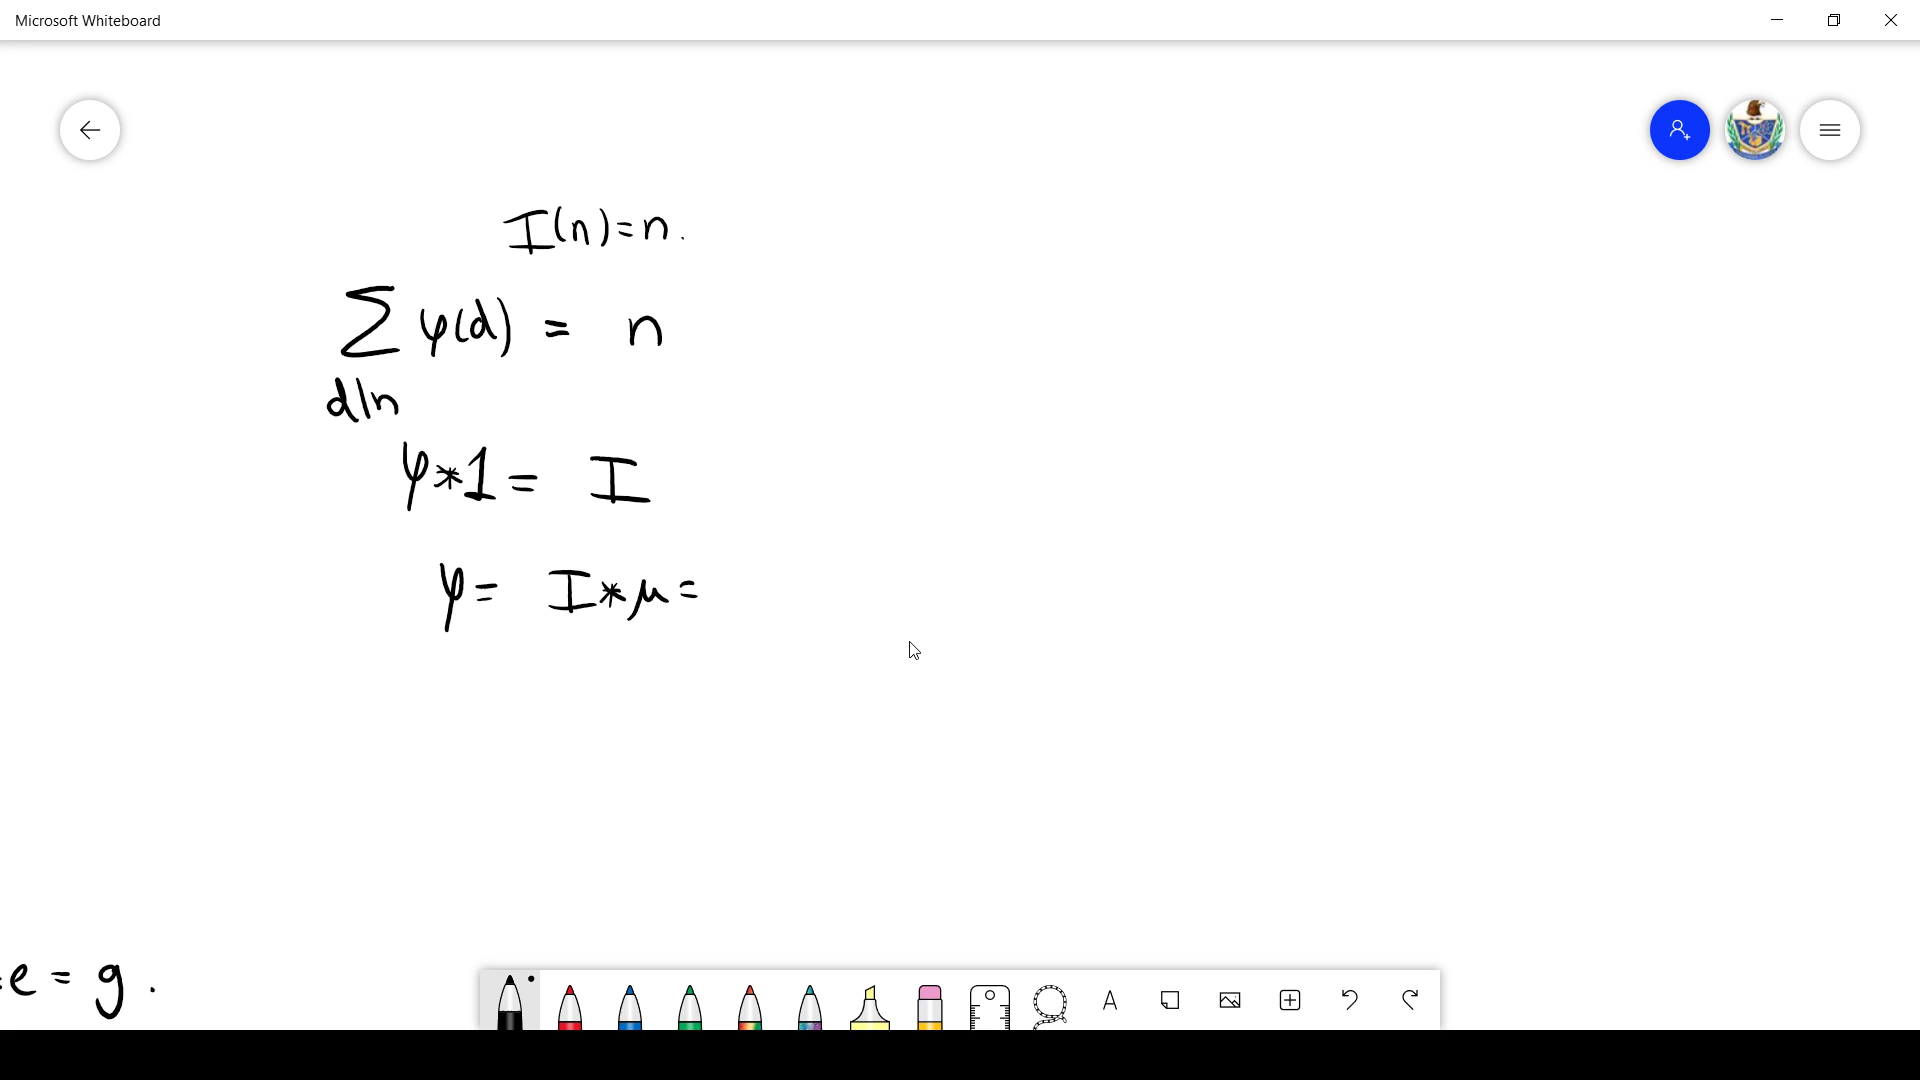 Microsoft Whiteboard
I(n)=n.
∑ φ(d) = n
d|n
φ*1= I
φ= I*μ=
e = g .
A